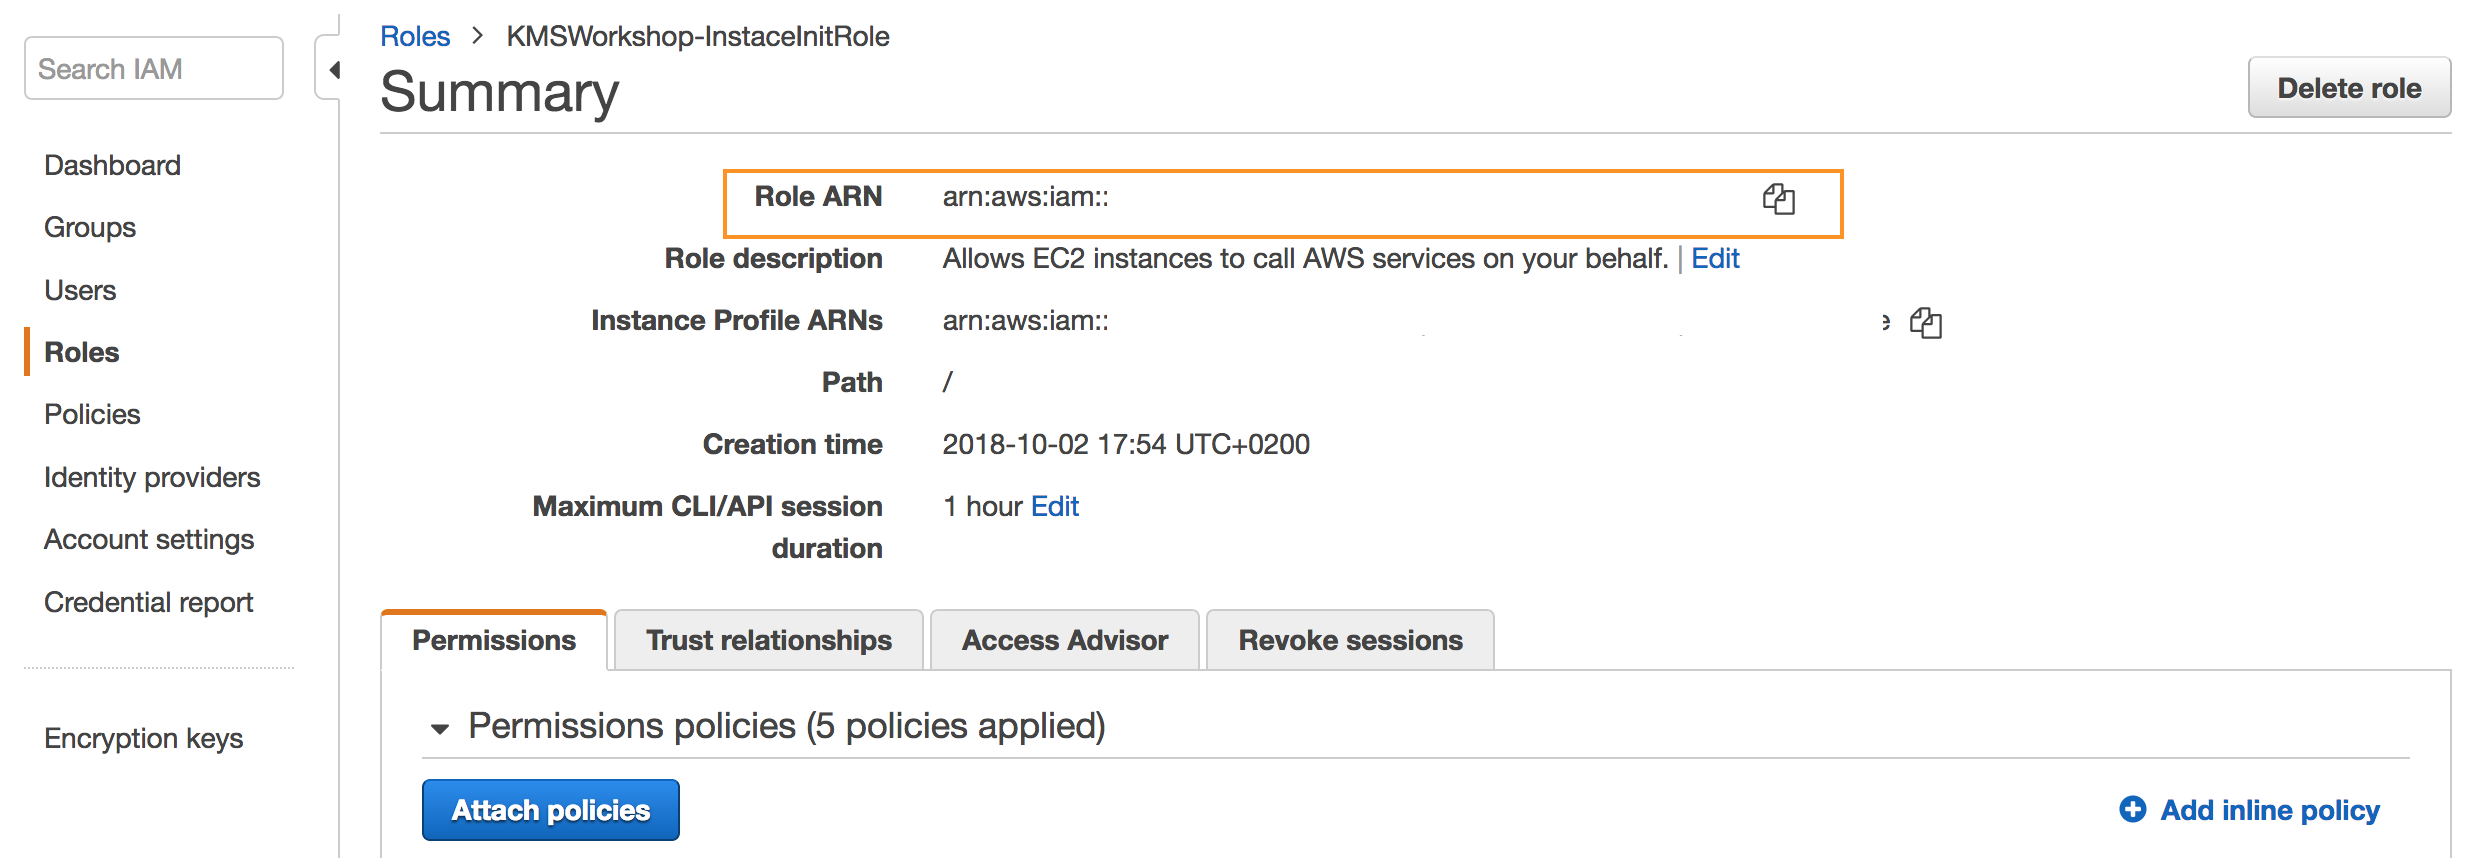 Search IAM
Dashboard
Groups
Users
Roles
Policies
Identity providers
Account settings
Credential report
Encryption keys
Roles > KMSWorkshop-InstaceInitRole
Summary
Delete role
Role ARN arn:aws:iam::
Role description Allows EC2 instances to call AWS services on your behalf. | Edit
Instance Profile ARNs arn:aws:iam::
Path /
Creation time 2018-10-02 17:54 UTC+0200
Maximum CLI/API session 1 hour Edit
duration
Permissions Trust relationships Access Advisor Revoke sessions
Permissions policies (5 policies applied)
Attach policies Add inline policy